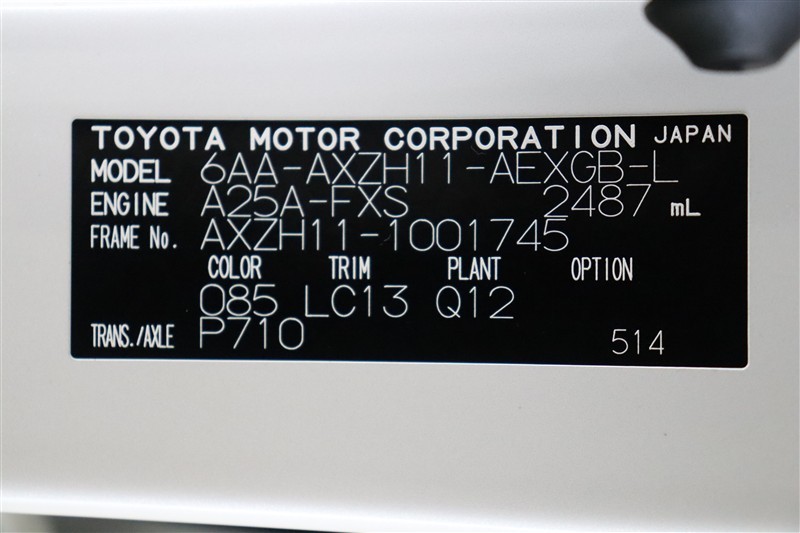 TOYOTA MOTOR CORPORATION JAPAN
MODEL 6AA-AXZH11-AEXGB-L
ENGINE A25A-FXS 2487 mL
FRAME No. AXZH11-1001745
COLOR TRIM PLANT OPTION
085 LC13 Q12
TRANS./AXLE P710 514